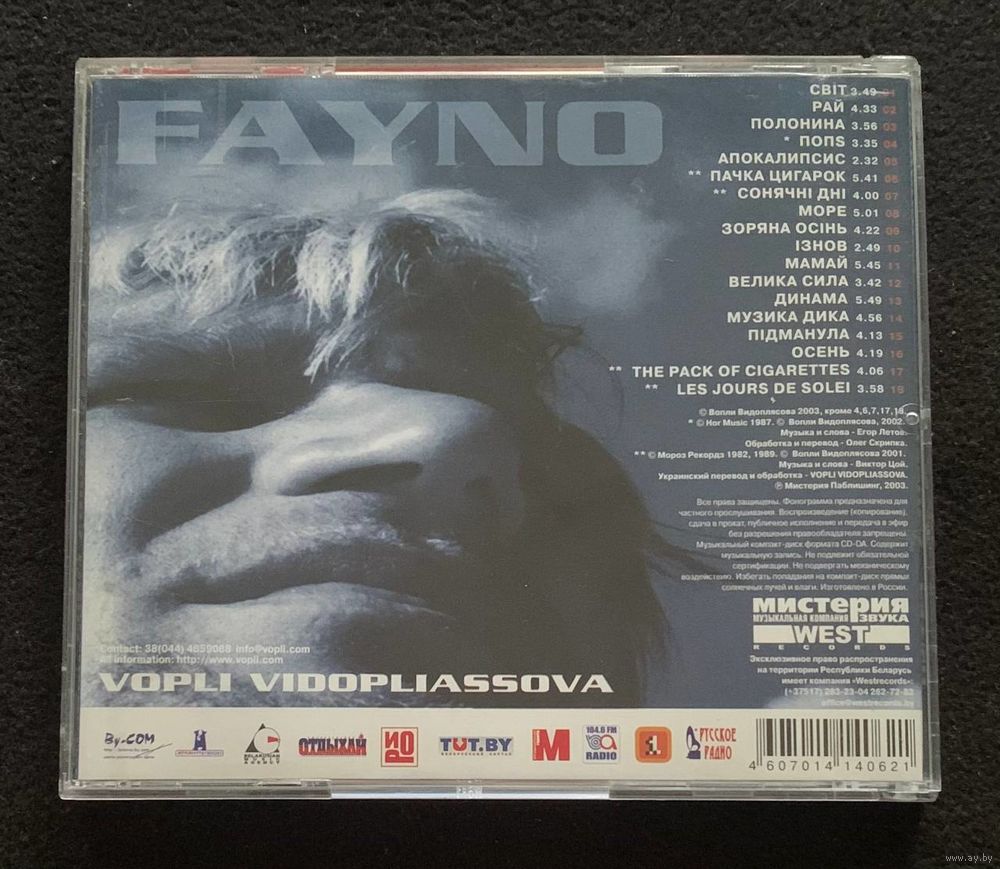 FAYNO
СВІТ 3.49 01
РАЙ 4.33 02
ПОЛОНИНА 3.56 03
* ПОПS 3.35 04
АПОКАЛИПСИС 2.32 05
** ПАЧКА ЦИГАРОК 5.41 06
** СОНЯЧНІ ДНІ 4.00 07
МОРЕ 5.01 08
ЗОРЯНА ОСІНЬ 4.22 09
ІЗНОВ 2.49 10
МАМАЙ 5.45 11
ВЕЛИКА СИЛА 3.42 12
ДИНАМА 5.49 13
МУЗИКА ДИКА 4.56 14
ПІДМАНУЛА 4.13 15
ОСЕНЬ 4.19 16
** THE PACK OF CIGARETTES 4.06 17
** LES JOURS DE SOLEI 3.58 18
© Вопли Видоплясова 2003, кроме 4,6,7,17,18.
* © Hor Music 1987. © Вопли Видоплясова, 2002.
Музыка и слова - Егор Летов.
Обработка и перевод - Олег Скрипка.
** © Мороз Рекордз 1982, 1989. © Вопли Видоплясова 2001.
Музыка и слова - Виктор Цой.
Украинский перевод и обработка - VOPLI VIDOPLIASSOVA.
℗ Мистерия Паблишинг, 2003.
Все права защищены. Фонограмма предназначена для
частного прослушивания. Воспроизведение (копирование),
сдача в прокат, публичное исполнение и передача в эфир
без разрешения правообладателя запрещены.
Музыкальный компакт-диск формата CD-DA. Содержит
музыкальную запись. Не подлежит обязательной
сертификации. Не подвергать механическому
воздействию. Избегать попадания на компакт-диск прямых
солнечных лучей и влаги. Изготовлено в России.
мистерия
МУЗЫКАЛЬНАЯ КОМПАНИЯ ЗВУКА
WEST
RECORDS
Эксклюзивное право распространения
на территории Республики Беларусь
имеет компания «Westrecords»:
(+37517) 283-23-04 262-72-82
office@westrecords.by
Contact: 38(044) 4659088 info@vopli.com
All information: http://www.vopli.com
VOPLI VIDOPLIASSOVA
By-COM
ОТДЫХАЙ
РИО
TUT.BY
М
104.6 FM
RADIO
1
РУССКОЕ
РАДИО
4 607014 140621
www.ay.by